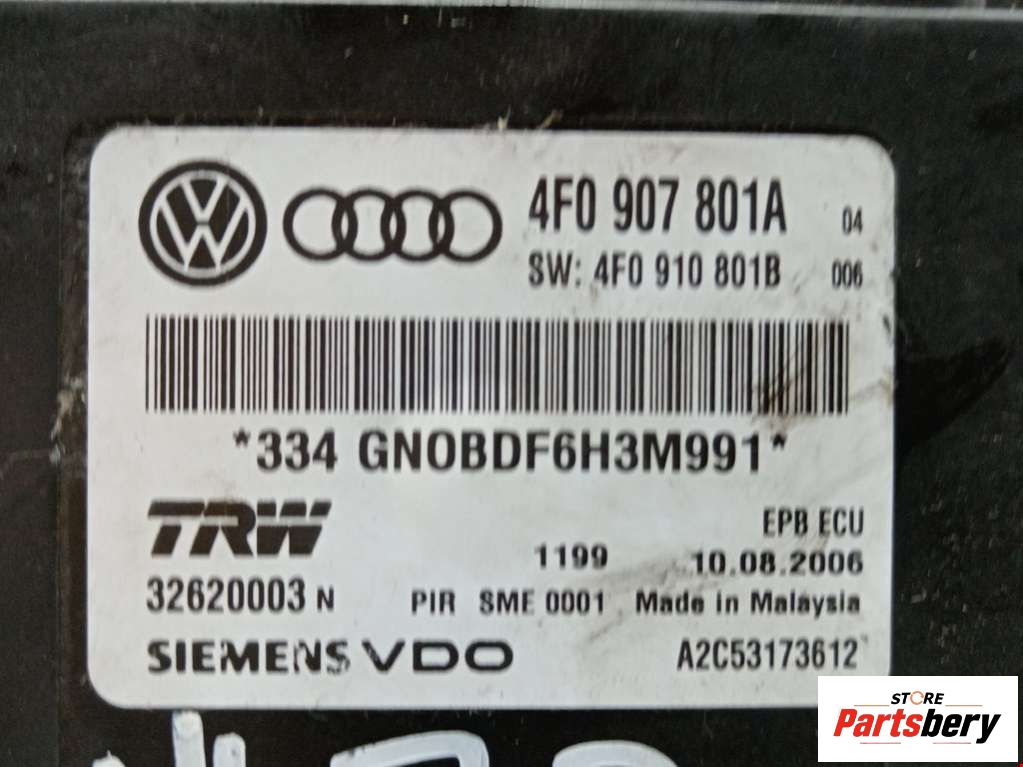 4F0 907 801A 04
SW: 4F0 910 801B 006
*334 GN0BDF6H3M991*
TRW
EPB ECU
1199 10.08.2006
32620003 N PIR SME 0001 Made in Malaysia
SIEMENS VDO A2C53173612
STORE
Partsbery